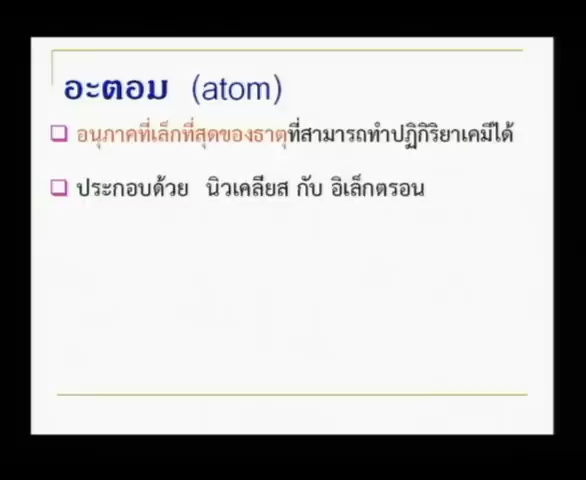 อะตอม (atom)
อนุภาคที่เล็กที่สุดของธาตุที่สามารถทำปฏิกิริยาเคมีได้
ประกอบด้วย นิวเคลียส กับ อิเล็กตรอน